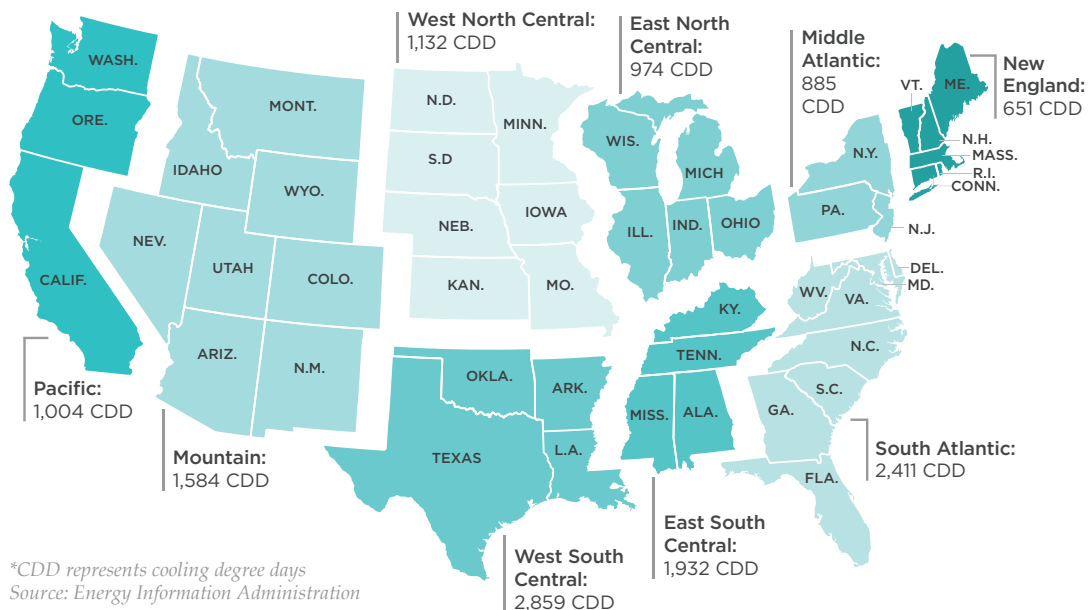 West North Central:
1,132 CDD
East North
Central:
974 CDD
Middle
Atlantic:
885
CDD
New
England:
651 CDD
WASH.
ORE.
CALIF.
MONT.
IDAHO
WYO.
NEV.
UTAH
COLO.
ARIZ.
N.M.
N.D.
S.D
NEB.
KAN.
MINN.
IOWA
MO.
WIS.
MICH
ILL.
IND.
OHIO
N.Y.
PA.
N.J.
VT.
ME.
N.H.
MASS.
R.I.
CONN.
DEL.
MD.
WV.
VA.
N.C.
S.C.
GA.
FLA.
KY.
TENN.
MISS.
ALA.
OKLA.
ARK.
TEXAS
L.A.
Pacific:
1,004 CDD
Mountain:
1,584 CDD
West South
Central:
2,859 CDD
East South
Central:
1,932 CDD
South Atlantic:
2,411 CDD
*CDD represents cooling degree days
Source: Energy Information Administration